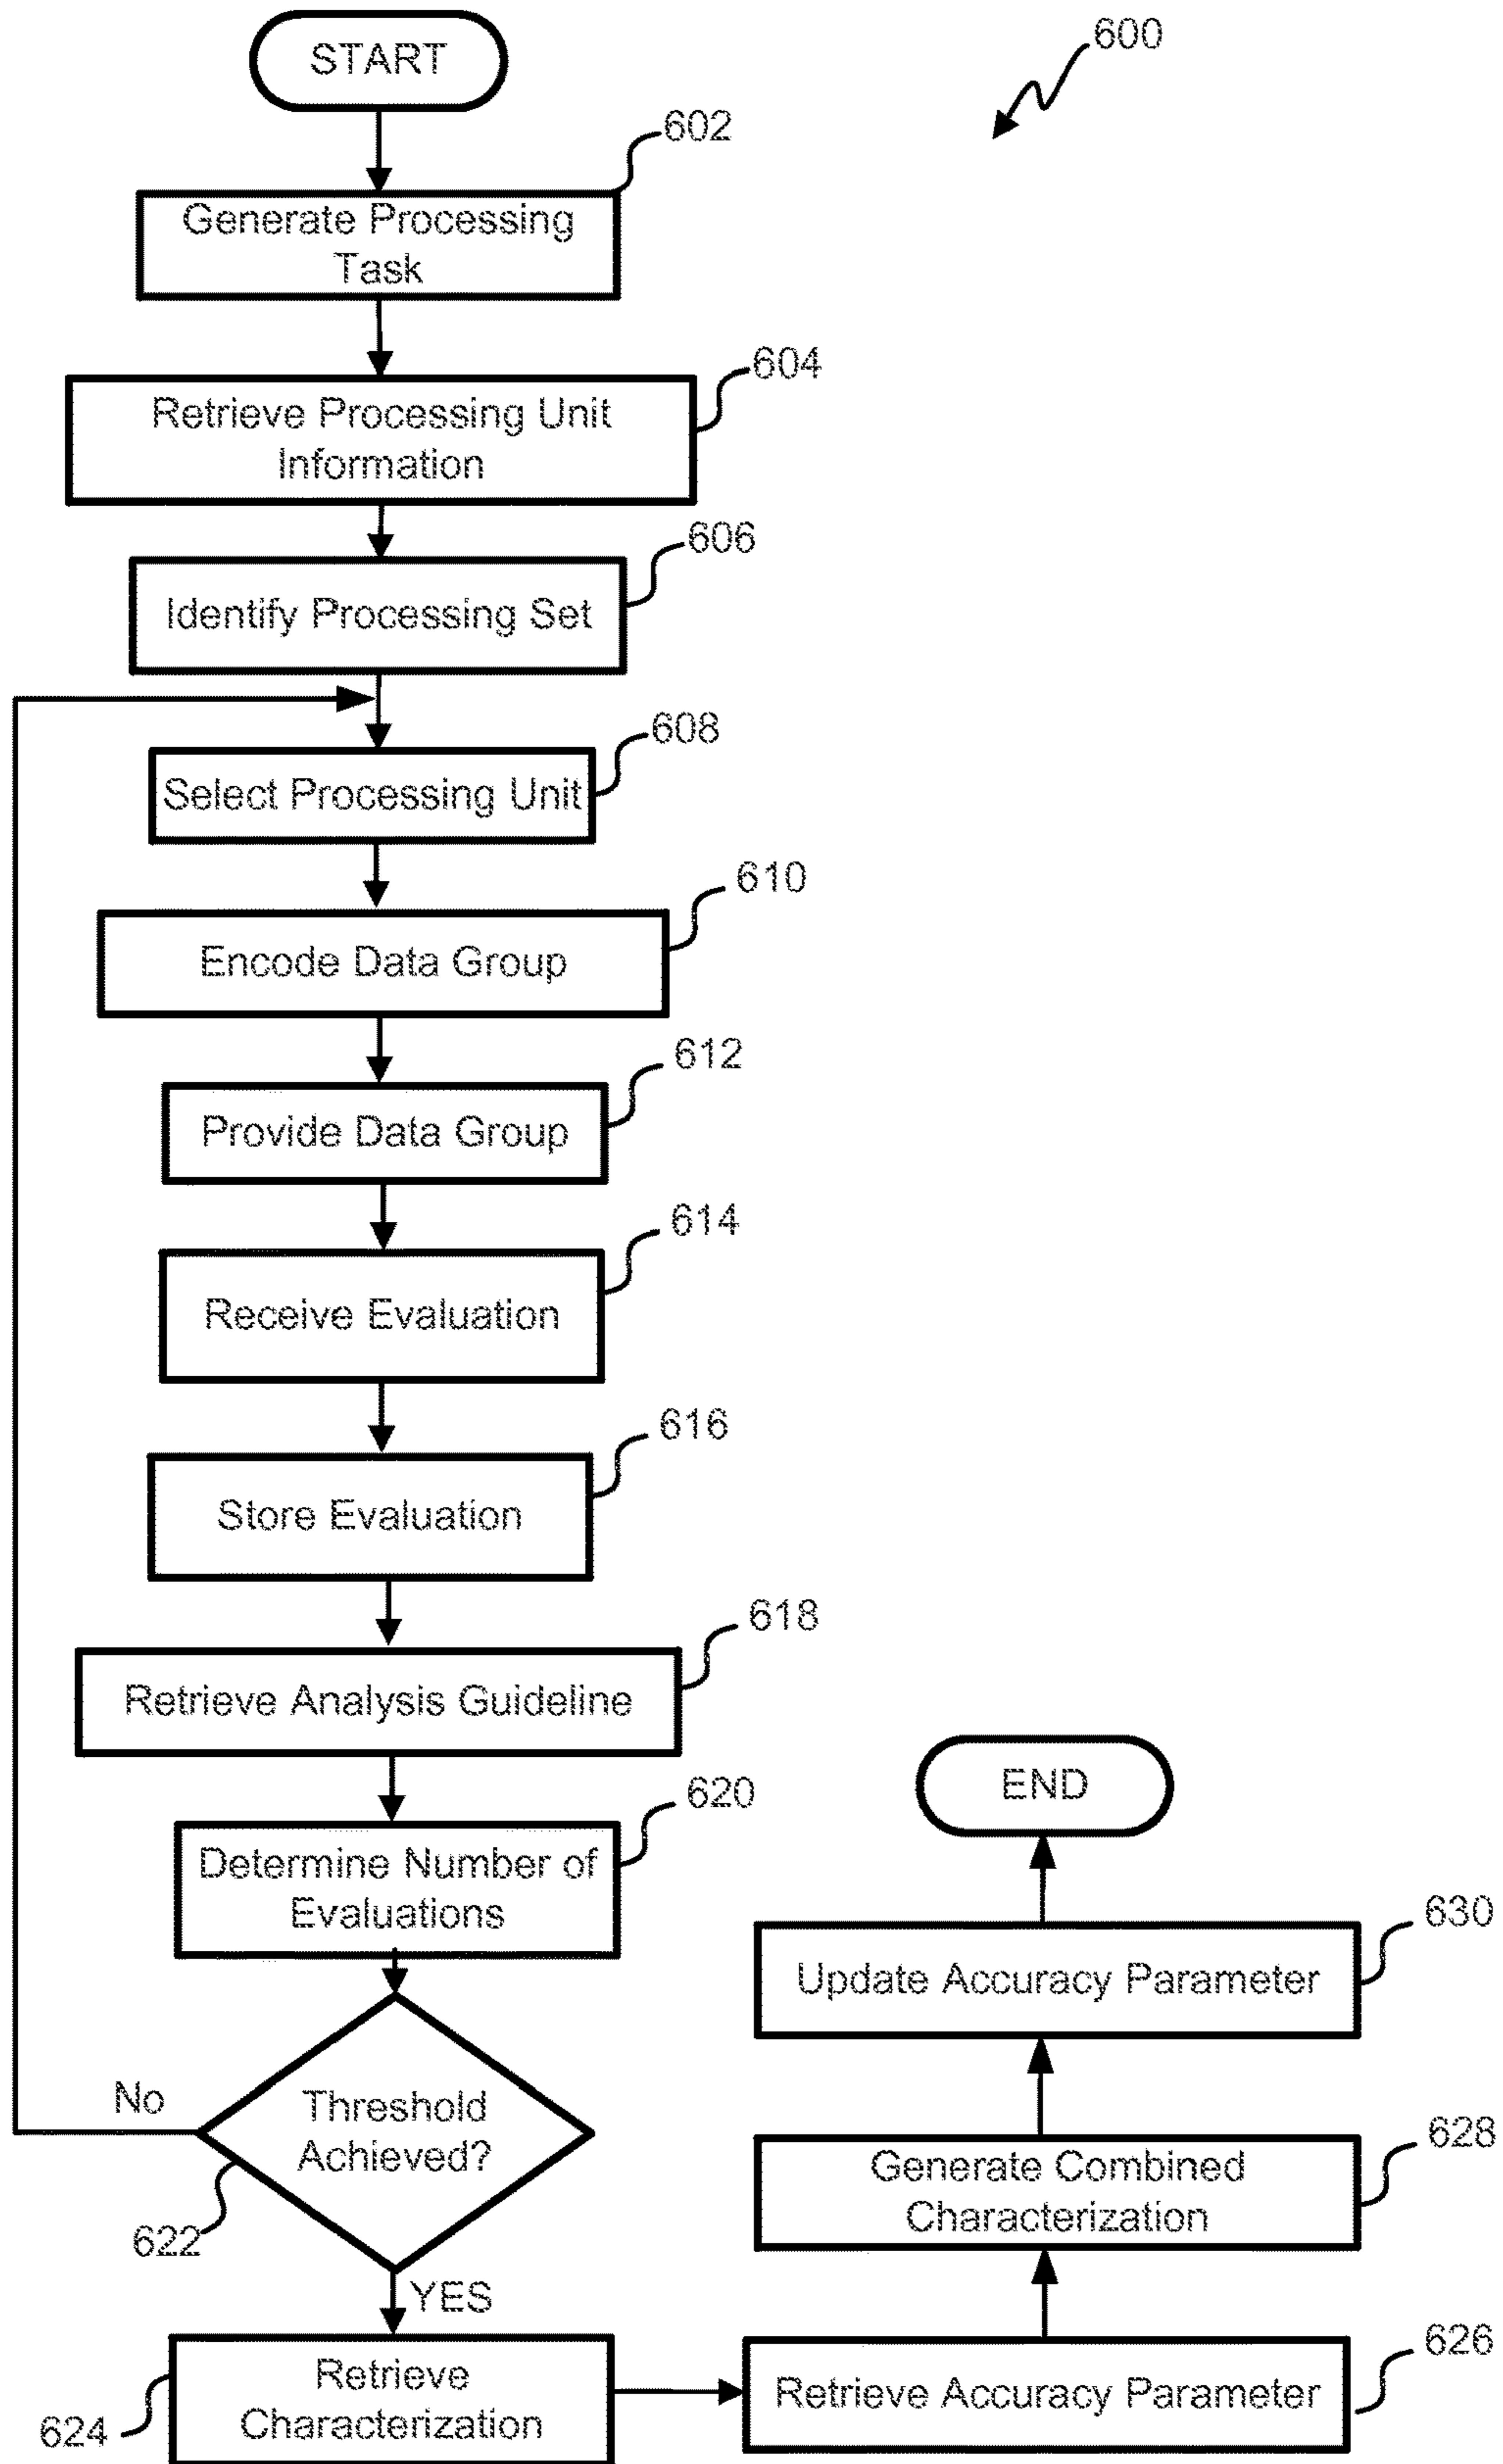 START
600
602
Generate Processing
Task
604
Retrieve Processing Unit
Information
606
Identify Processing Set
608
Select Processing Unit
610
Encode Data Group
612
Provide Data Group
614
Receive Evaluation
616
Store Evaluation
618
Retrieve Analysis Guideline
620
Determine Number of
Evaluations
No
Threshold
Achieved?
622
YES
Retrieve
Characterization
624
Retrieve Accuracy Parameter
626
Generate Combined
Characterization
628
Update Accuracy Parameter
630
END